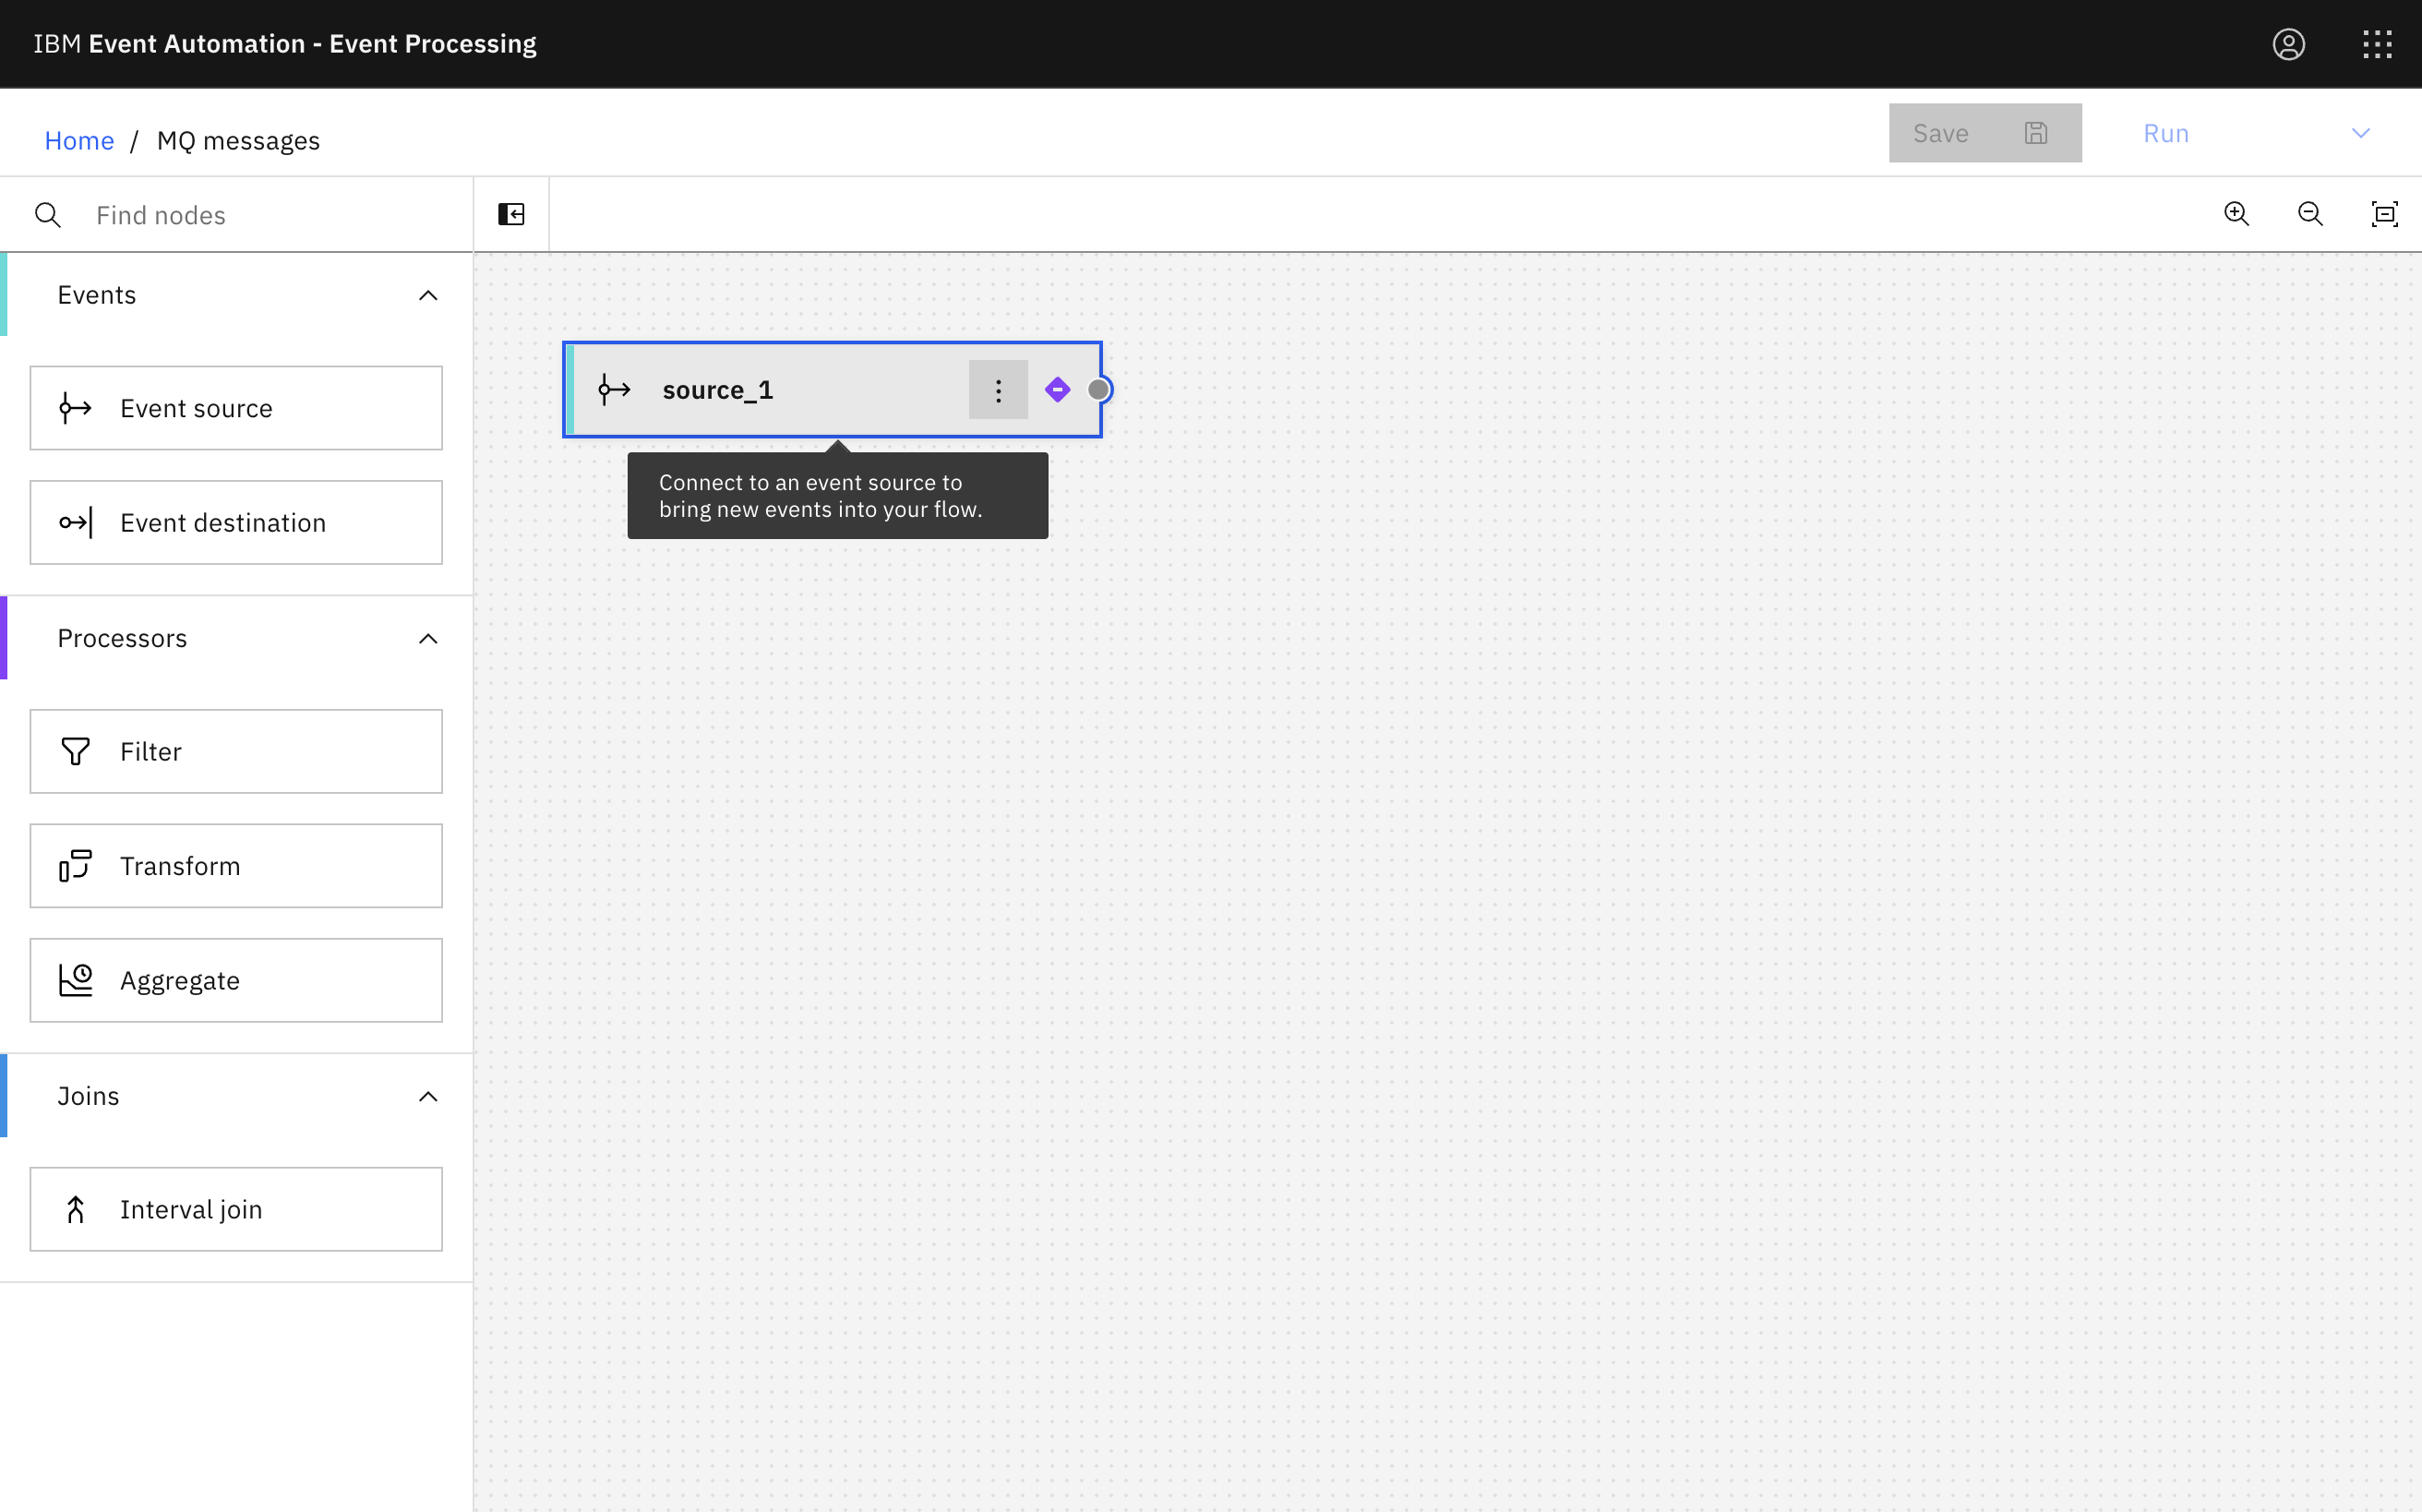 IBM Event Automation - Event Processing
Home / MQ messages
Save
Run
Find nodes
Events
Event source
Event destination
Processors
Filter
Transform
Aggregate
Joins
Interval join
source_1
Connect to an event source to
bring new events into your flow.